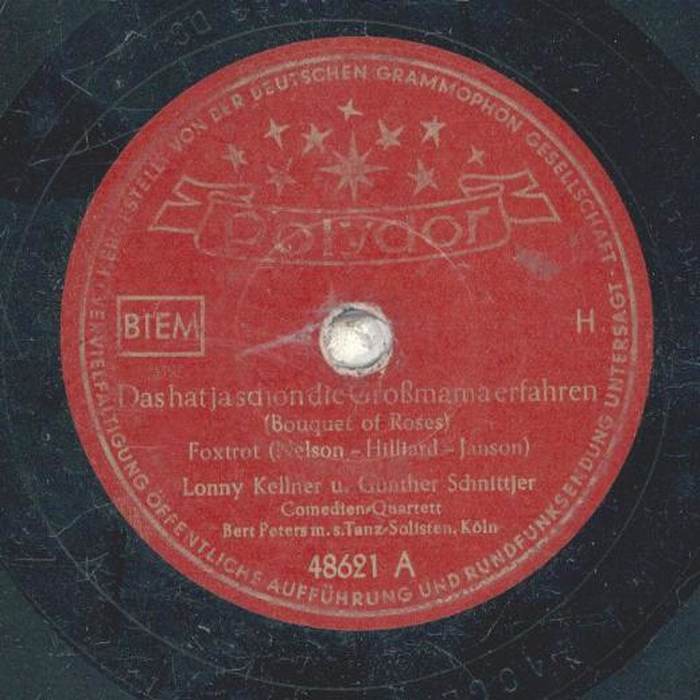 HERGESTELLT VON DER DEUTSCHEN GRAMMOPHON GESELLSCHAFT · VERVIELFÄLTIGUNG ÖFFENTLICHE AUFFÜHRUNG UND RUNDFUNKSENDUNG UNTERSAGT ·
Polydor
BIEM
H
Das hat ja schon die Großmama erfahren
(Bouquet of Roses)
Foxtrot (Nelson - Hilliard - Janson)
Lonny Kellner u. Günther Schnittjer
Comedien-Quartett
Bert Peters m. s. Tanz-Solisten, Köln
48621 A